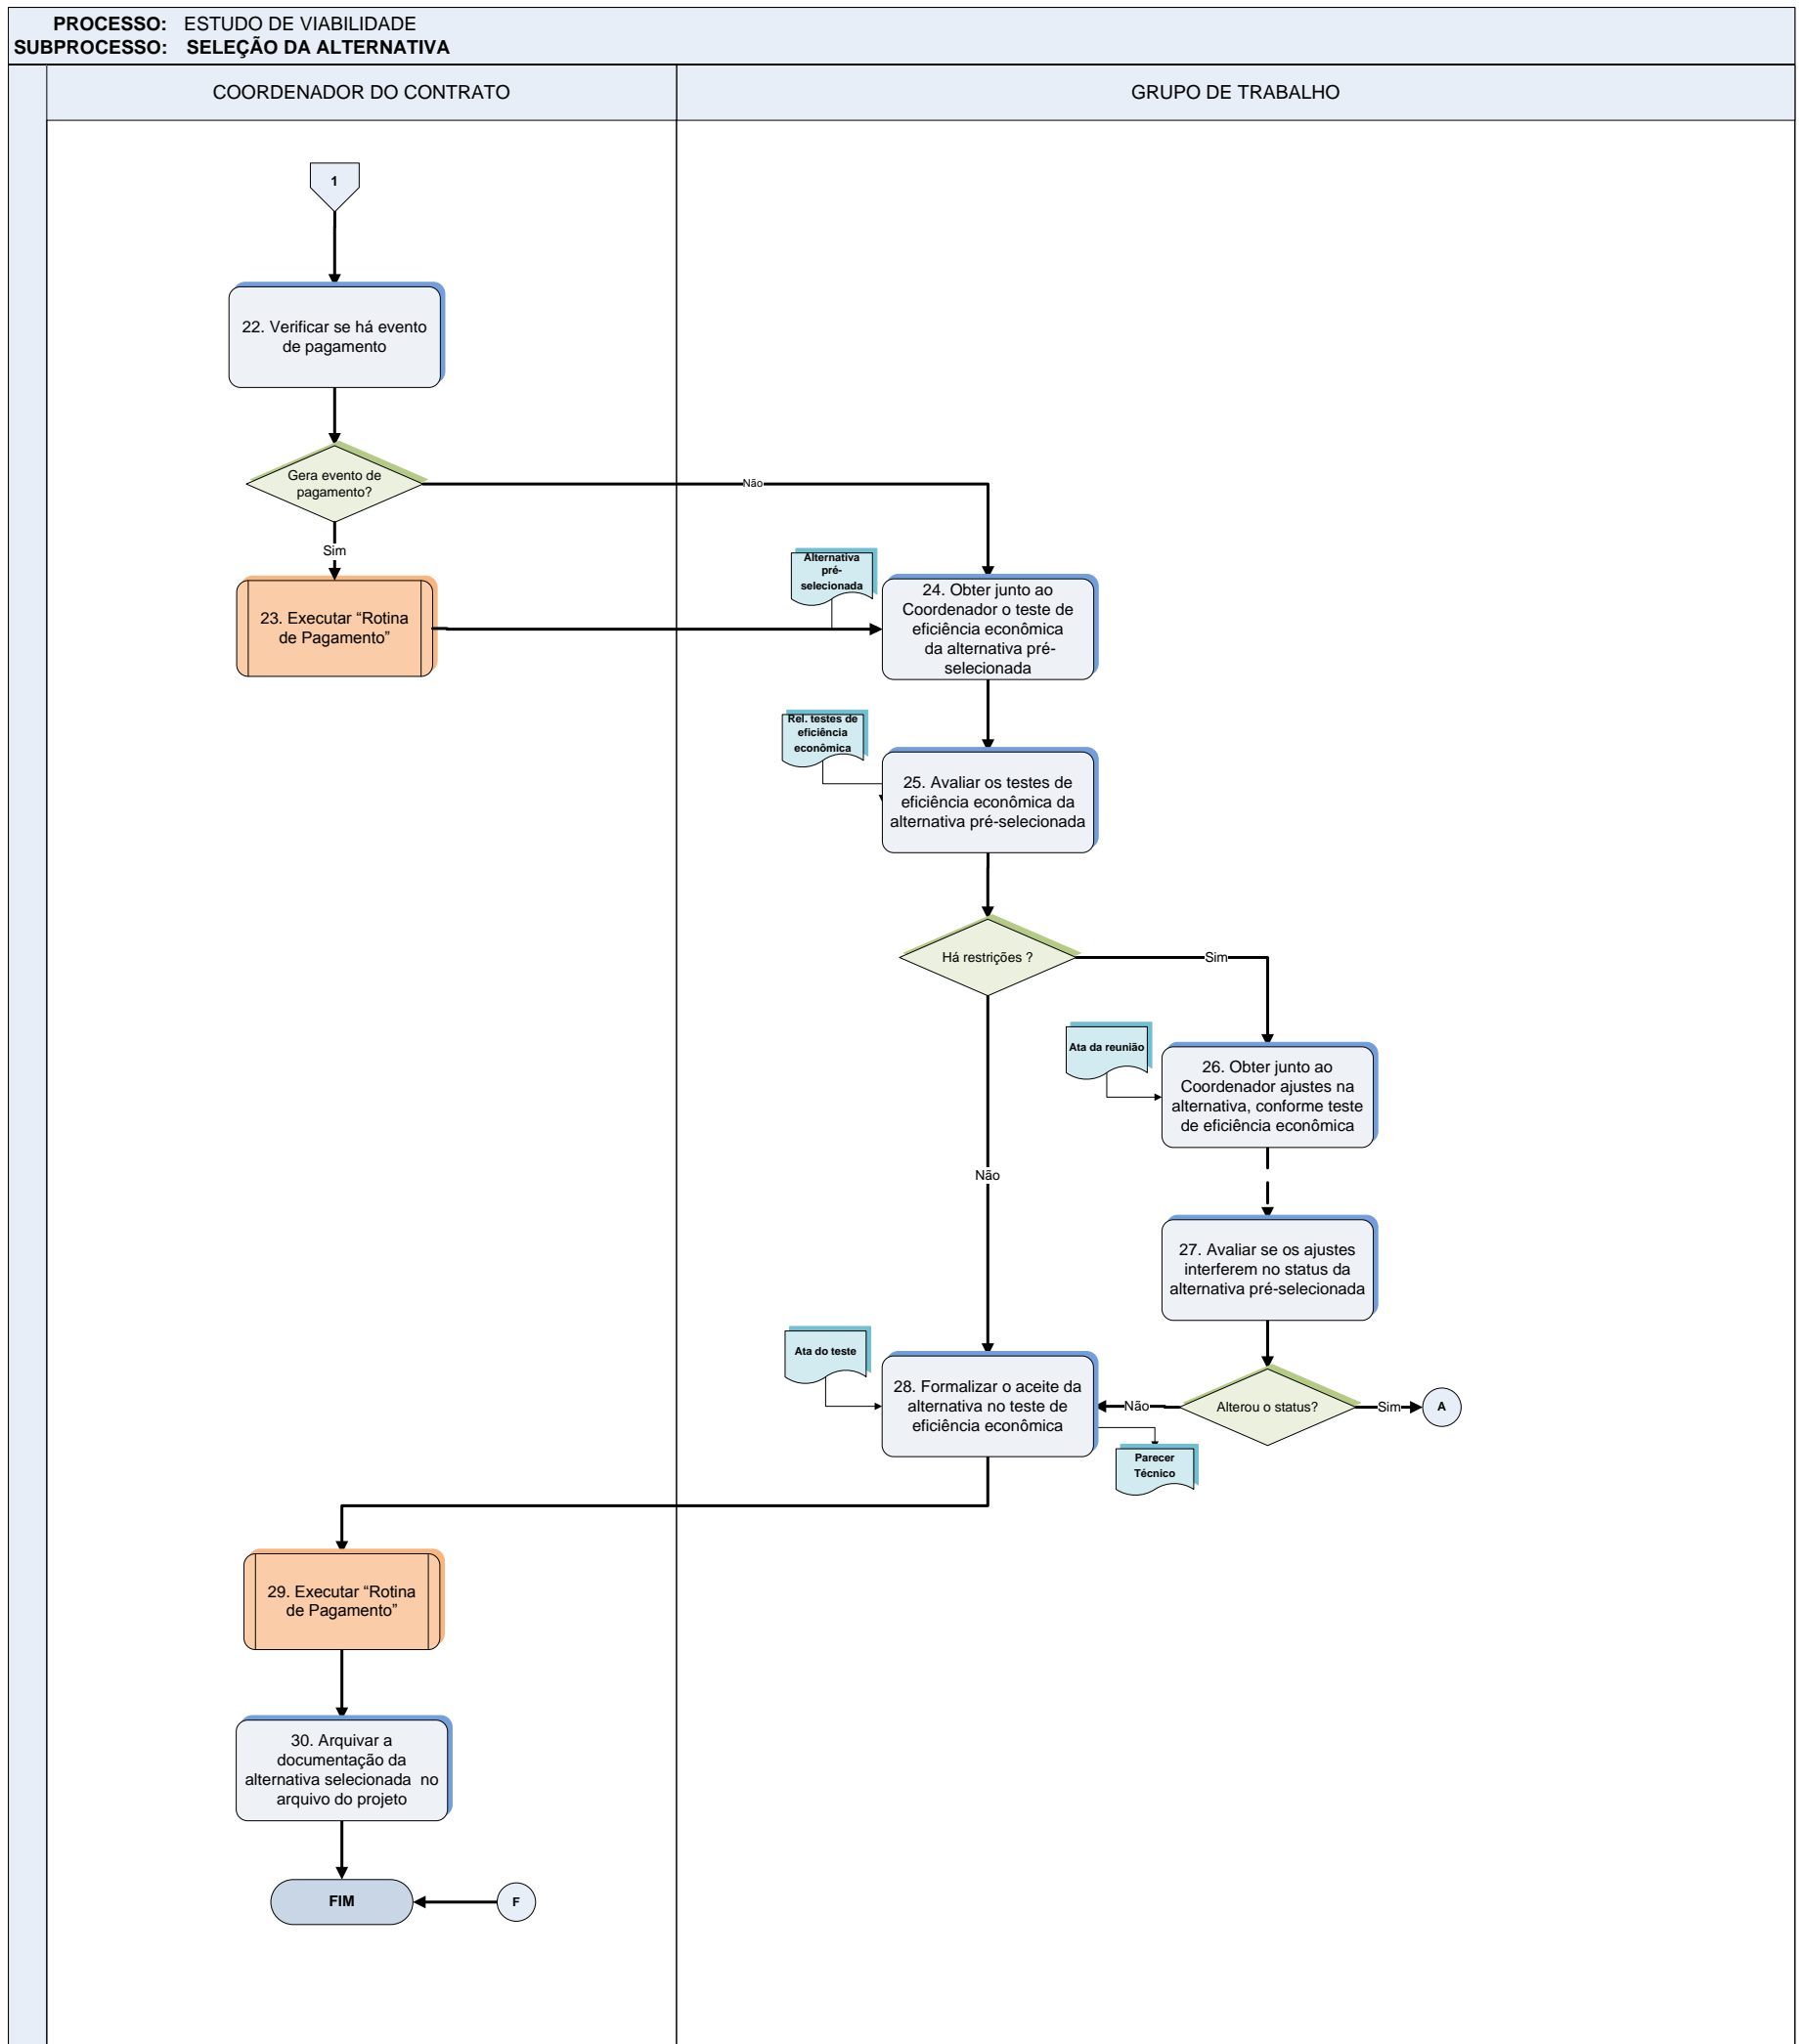 PROCESSO: ESTUDO DE VIABILIDADE
SUBPROCESSO: SELEÇÃO DA ALTERNATIVA
COORDENADOR DO CONTRATO
GRUPO DE TRABALHO
1
22. Verificar se há evento
de pagamento
Gera evento de
pagamento?
Não
Sim
23. Executar “Rotina
de Pagamento”
Alternativa
pré-
selecionada
24. Obter junto ao
Coordenador o teste de
eficiência econômica
da alternativa pré-
selecionada
Rel. testes de
eficiência
econômica
25. Avaliar os testes de
eficiência econômica da
alternativa pré-selecionada
Há restrições ?
Sim
Ata da reunião
26. Obter junto ao
Coordenador ajustes na
alternativa, conforme teste
de eficiência econômica
Não
27. Avaliar se os ajustes
interferem no status da
alternativa pré-selecionada
Ata do teste
28. Formalizar o aceite da
alternativa no teste de
eficiência econômica
Não
Alterou o status?
Sim
A
Parecer
Técnico
29. Executar “Rotina
de Pagamento”
30. Arquivar a
documentação da
alternativa selecionada no
arquivo do projeto
FIM
F